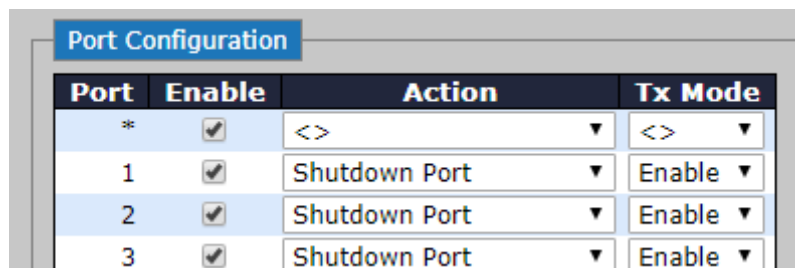 Port Configuration
Port Enable Action Tx Mode
* <> <>
1 Shutdown Port Enable
2 Shutdown Port Enable
3 Shutdown Port Enable